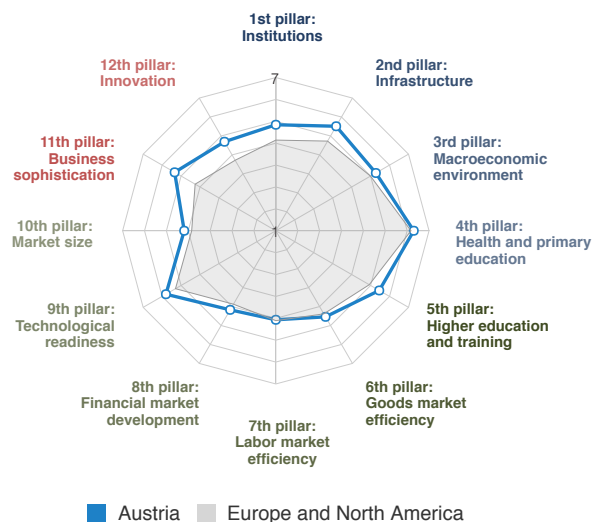 1st pillar:
Institutions
2nd pillar:
Infrastructure
3rd pillar:
Macroeconomic
environment
4th pillar:
Health and primary
education
5th pillar:
Higher education
and training
6th pillar:
Goods market
efficiency
7th pillar:
Labor market
efficiency
8th pillar:
Financial market
development
9th pillar:
Technological
readiness
10th pillar:
Market size
11th pillar:
Business
sophistication
12th pillar:
Innovation
7
1
Austria
Europe and North America